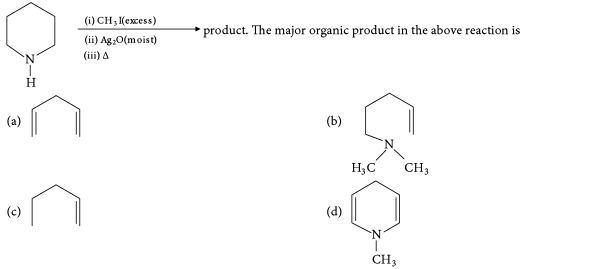 (i) CH₃I(excess)
(ii) Ag₂O(moist)
(iii) Δ
product. The major organic product in the above reaction is
N
H
(a)
(b)
N
H₃C CH₃
(c)
(d)
N
CH₃